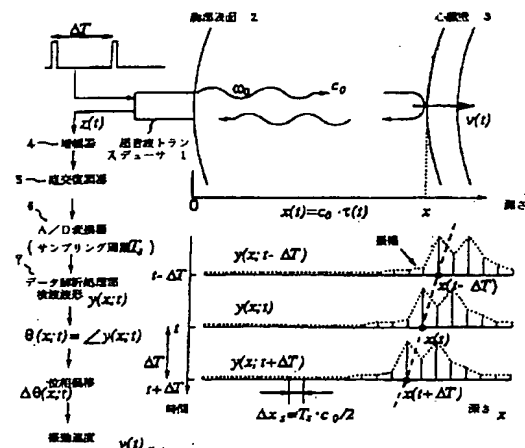 ΔT
胸部表面 2
心臓壁 3
ω₀
c₀
v(t)
z(t)
超音波トラン
スデューサ 1
4 増幅器
5 直交復調器
0
x(t)=c₀・τ(t)
x
深さ
6
A/D変換器
(サンプリング周期Tₛ)
7
データ解析処理部
検波波形 y(x;t)
θ(x;t)=∠y(x;t)
位相偏移
Δθ(x;t)
振動速度
v(t)
振幅
y(x;t-ΔT)
t-ΔT
x(t-ΔT)
y(x;t)
t
x(t)
ΔT
y(x;t+ΔT)
t+ΔT
x(t+ΔT)
時間
Δxₛ=Tₛ・c₀/2
深さ x